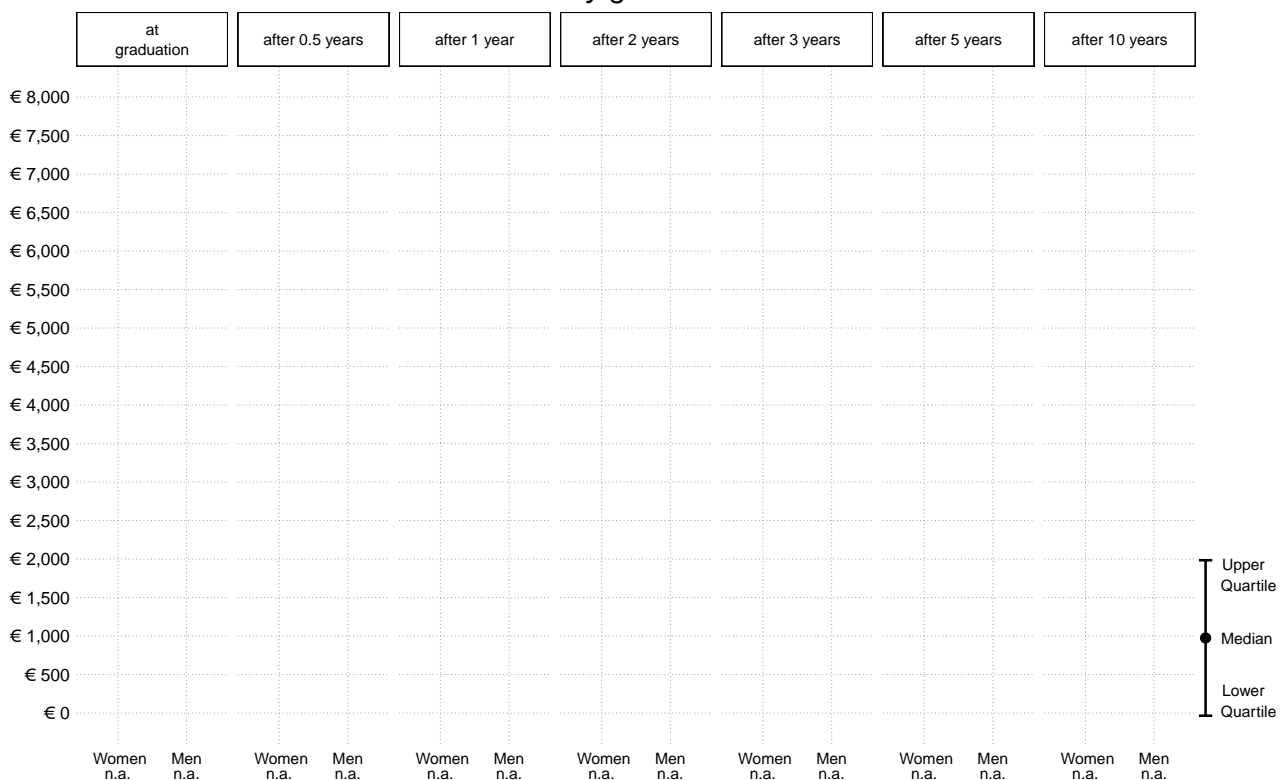 at
graduation
after 0.5 years
after 1 year
after 2 years
after 3 years
after 5 years
after 10 years
€ 8,000
€ 7,500
€ 7,000
€ 6,500
€ 6,000
€ 5,500
€ 5,000
€ 4,500
€ 4,000
€ 3,500
€ 3,000
€ 2,500
€ 2,000
€ 1,500
€ 1,000
€ 500
€ 0
Upper
Quartile
Median
Lower
Quartile
Women Men Women Men Women Men Women Men Women Men Women Men Women Men
n.a. n.a. n.a. n.a. n.a. n.a. n.a. n.a. n.a. n.a. n.a. n.a. n.a. n.a.